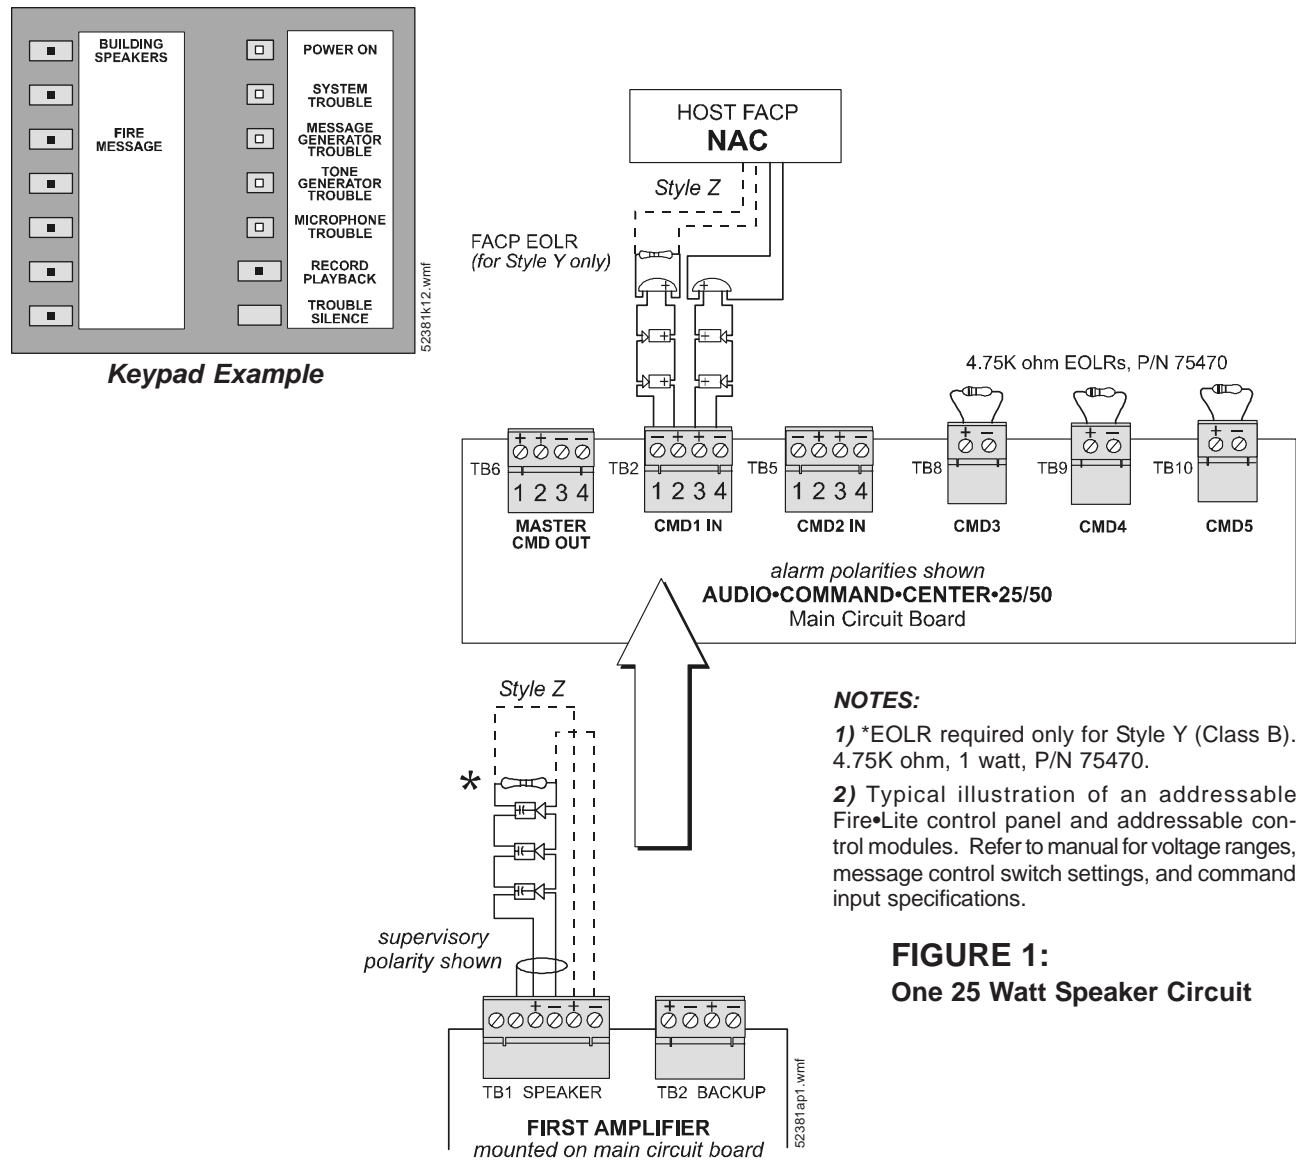 BUILDING
SPEAKERS
FIRE
MESSAGE
POWER ON
SYSTEM
TROUBLE
MESSAGE
GENERATOR
TROUBLE
TONE
GENERATOR
TROUBLE
MICROPHONE
TROUBLE
RECORD
PLAYBACK
TROUBLE
SILENCE
52381k12.wmf
Keypad Example
HOST FACP
NAC
Style Z
FACP EOLR
(for Style Y only)
4.75K ohm EOLRs, P/N 75470
TB6
+ + – –
1 2 3 4
MASTER
CMD OUT
TB2
– + + –
1 2 3 4
CMD1 IN
TB5
– + + –
1 2 3 4
CMD2 IN
TB8
+ –
CMD3
TB9
+ –
CMD4
TB10
+ –
CMD5
alarm polarities shown
AUDIO•COMMAND•CENTER•25/50
Main Circuit Board
Style Z
*
supervisory
polarity shown
+ – + –
TB1 SPEAKER
+ – + –
TB2 BACKUP
FIRST AMPLIFIER
mounted on main circuit board
52381ap1.wmf
NOTES:
1) *EOLR required only for Style Y (Class B).
4.75K ohm, 1 watt, P/N 75470.
2) Typical illustration of an addressable
Fire•Lite control panel and addressable con-
trol modules. Refer to manual for voltage ranges,
message control switch settings, and command
input specifications.
FIGURE 1:
One 25 Watt Speaker Circuit